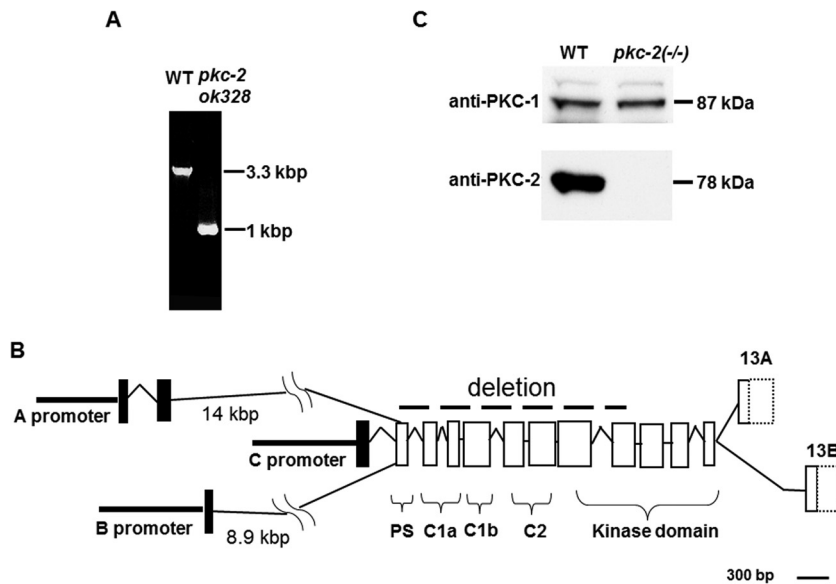 A
WT pkc-2
ok328
3.3 kbp
1 kbp
C
WT pkc-2(-/-)
anti-PKC-1 87 kDa
anti-PKC-2 78 kDa
B
A promoter
14 kbp
deletion
13A
C promoter
13B
B promoter
8.9 kbp
PS C1a C1b C2 Kinase domain
300 bp